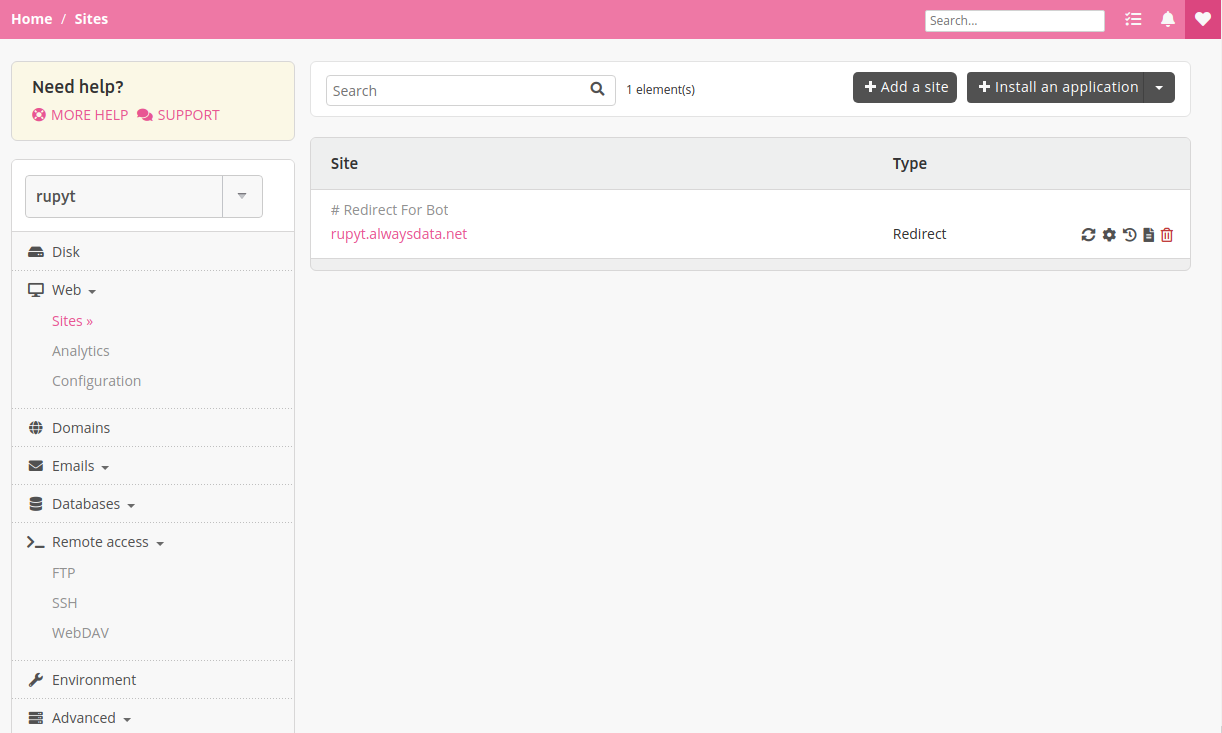 Home / Sites
Search...
Need help?
MORE HELP SUPPORT
Search
1 element(s)
Add a site
Install an application
rupyt
Disk
Web
Sites »
Analytics
Configuration
Domains
Emails
Databases
Remote access
FTP
SSH
WebDAV
Environment
Advanced
Site Type
# Redirect For Bot
rupyt.alwaysdata.net Redirect